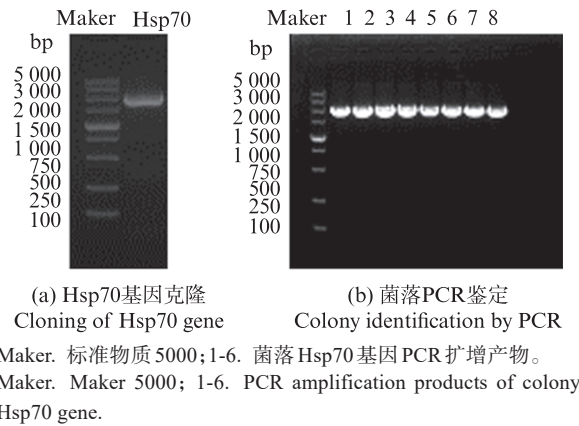 Maker Hsp70
bp
5 000
3 000
2 000
1 500
1 000
750
500
250
100
(a) Hsp70基因克隆
Cloning of Hsp70 gene
Maker 1 2 3 4 5 6 7 8
bp
5 000
3 000
2 000
1 500
1 000
750
500
250
100
(b) 菌落PCR鉴定
Colony identification by PCR
Maker. 标准物质5000；1-6. 菌落Hsp70基因PCR扩增产物。
Maker. Maker 5000; 1-6. PCR amplification products of colony
Hsp70 gene.